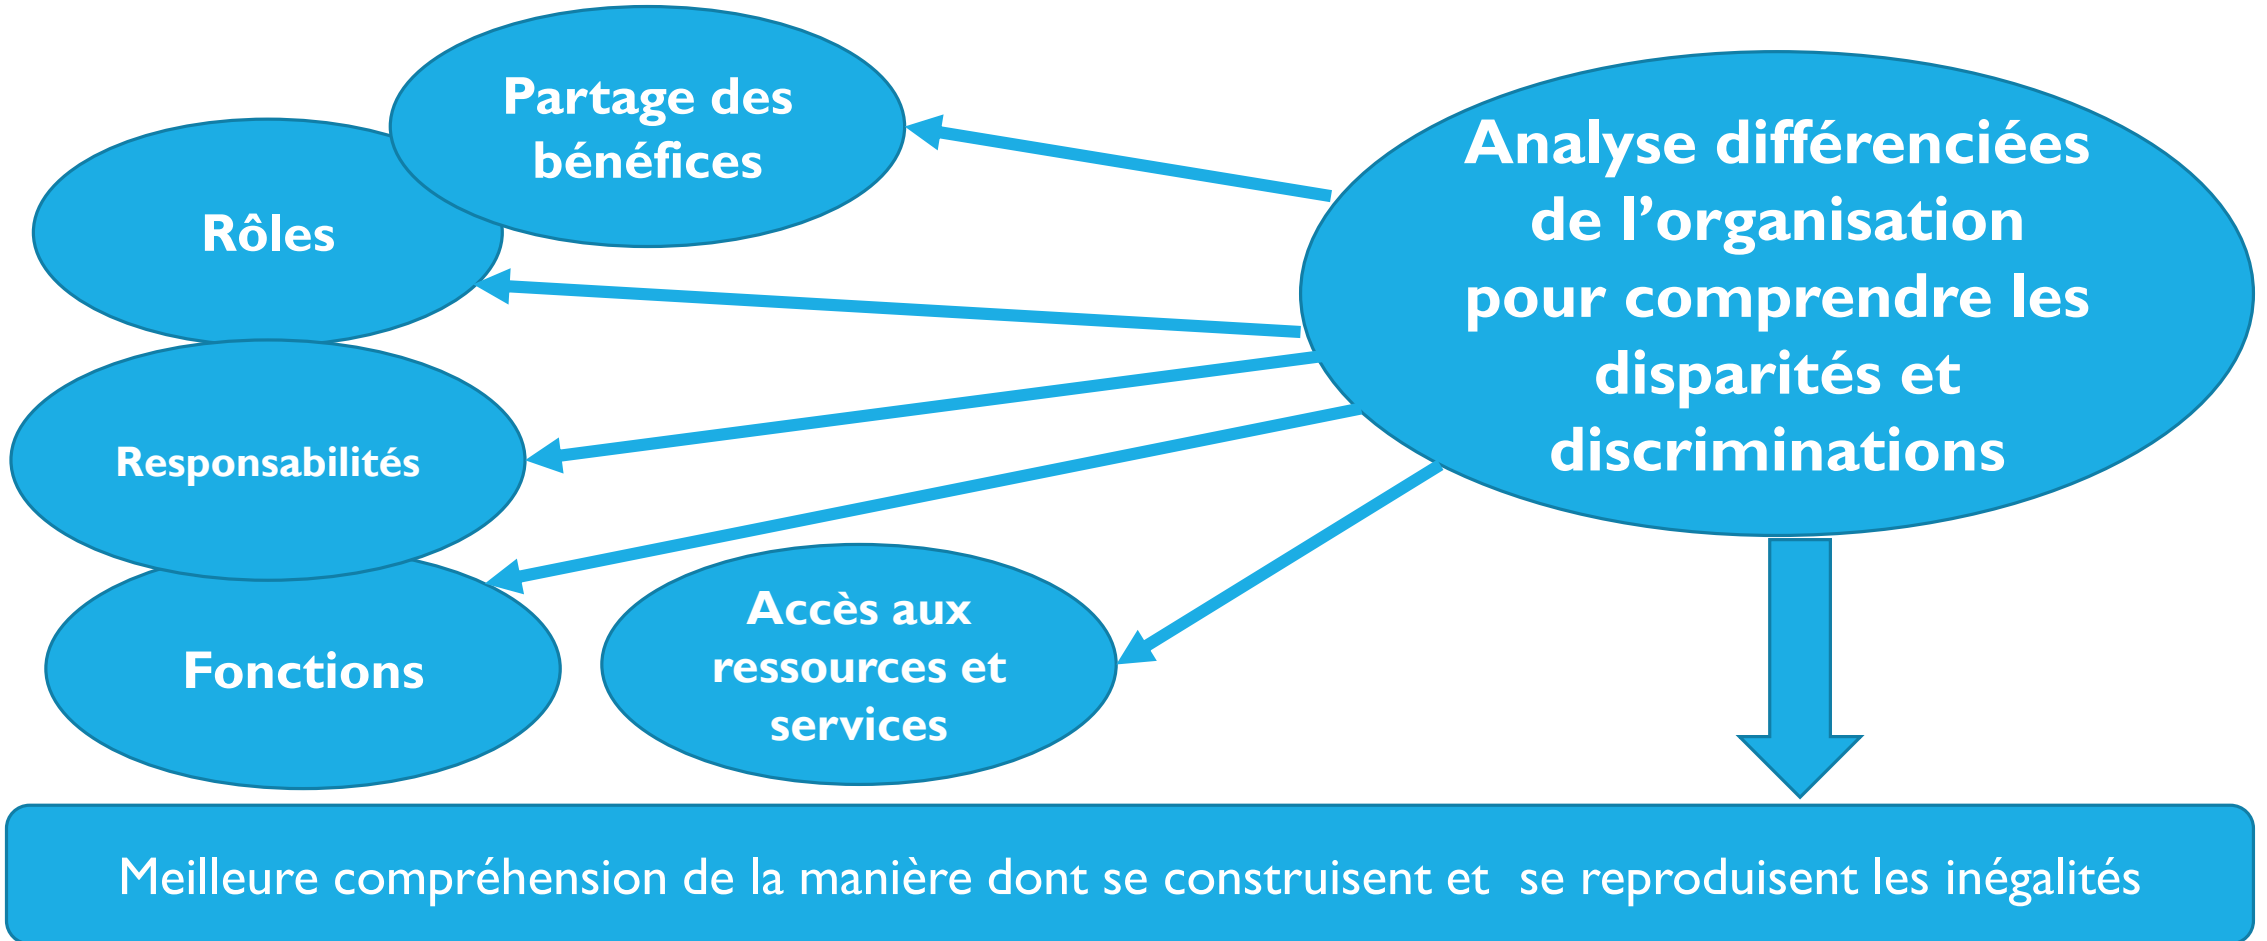 Partage des
bénéfices
Rôles
Responsabilités
Fonctions
Accès aux
ressources et
services
Analyse différenciées
de l’organisation
pour comprendre les
disparités et
discriminations
Meilleure compréhension de la manière dont se construisent et  se reproduisent les inégalités